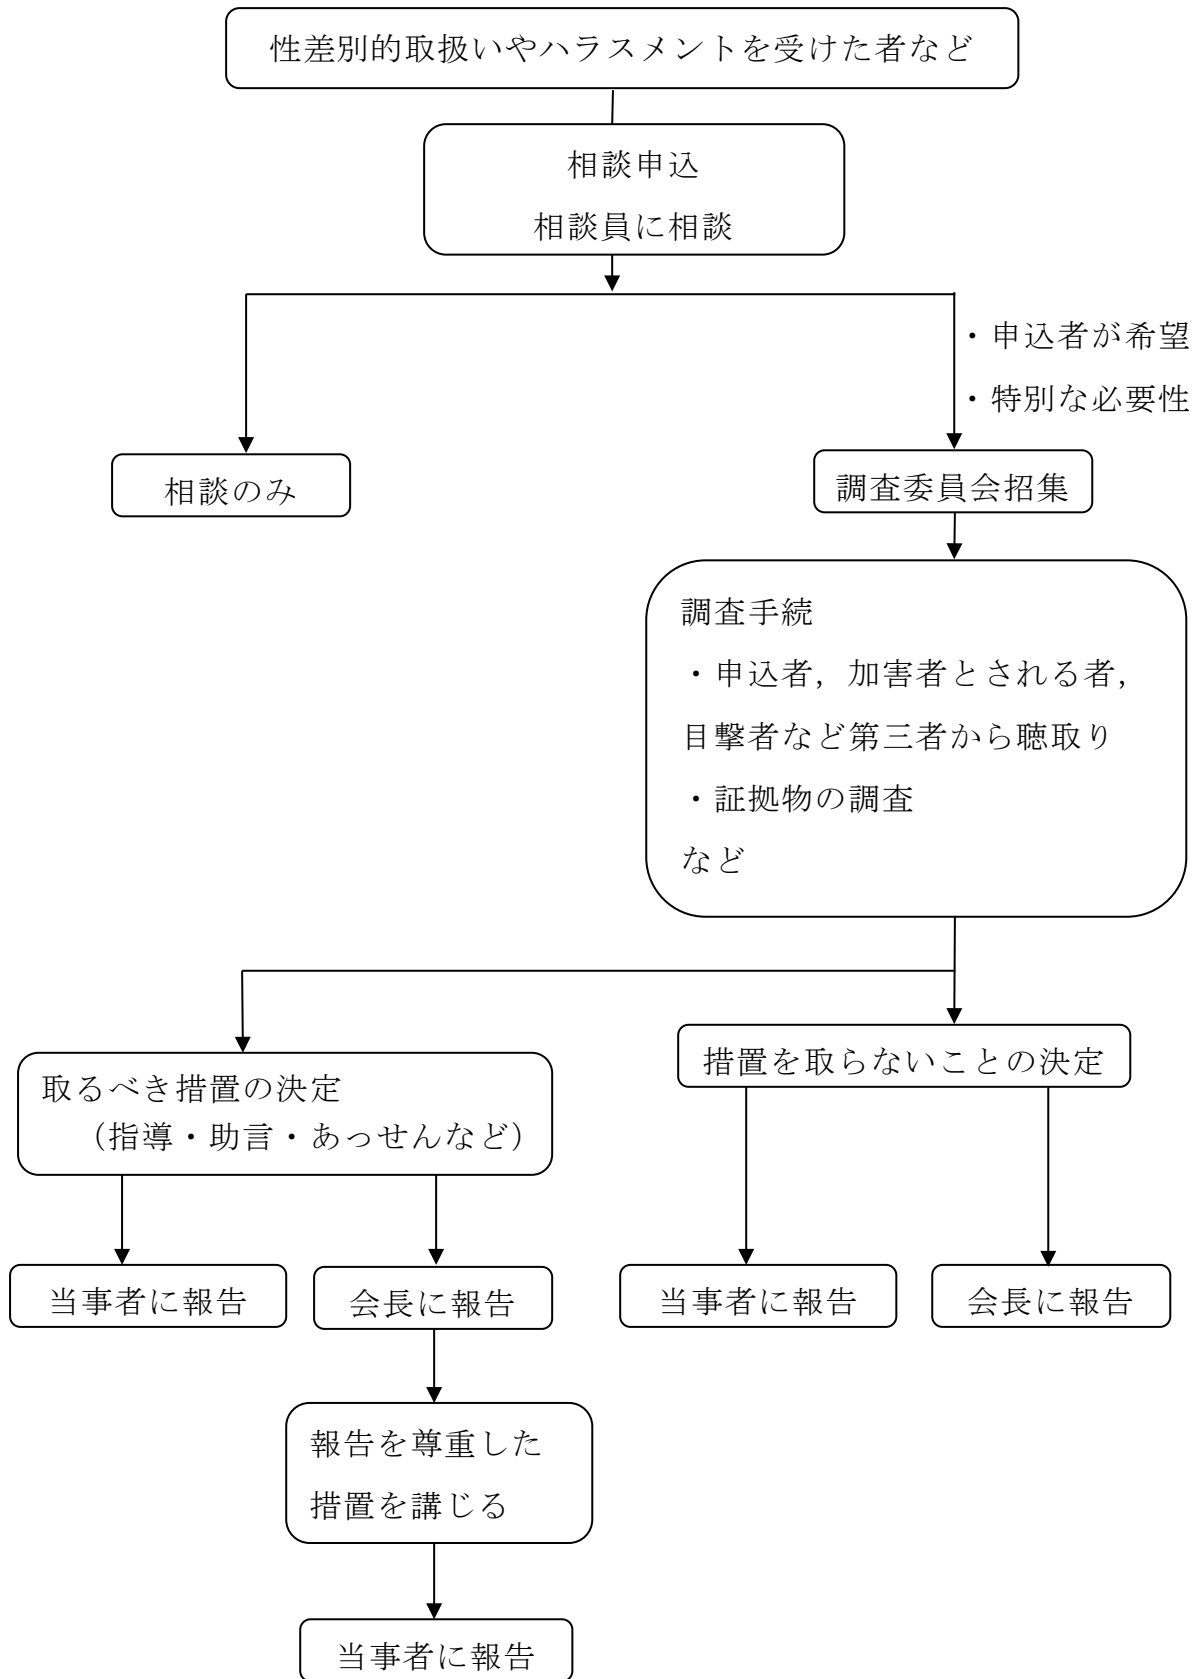 性差別的取扱いやハラスメントを受けた者など
相談申込
相談員に相談
・申込者が希望
・特別な必要性
相談のみ
調査委員会招集
調査手続
・申込者，加害者とされる者，
目撃者など第三者から聴取り
・証拠物の調査
など
措置を取らないことの決定
取るべき措置の決定
（指導・助言・あっせんなど）
当事者に報告
会長に報告
当事者に報告
会長に報告
報告を尊重した
措置を講じる
当事者に報告